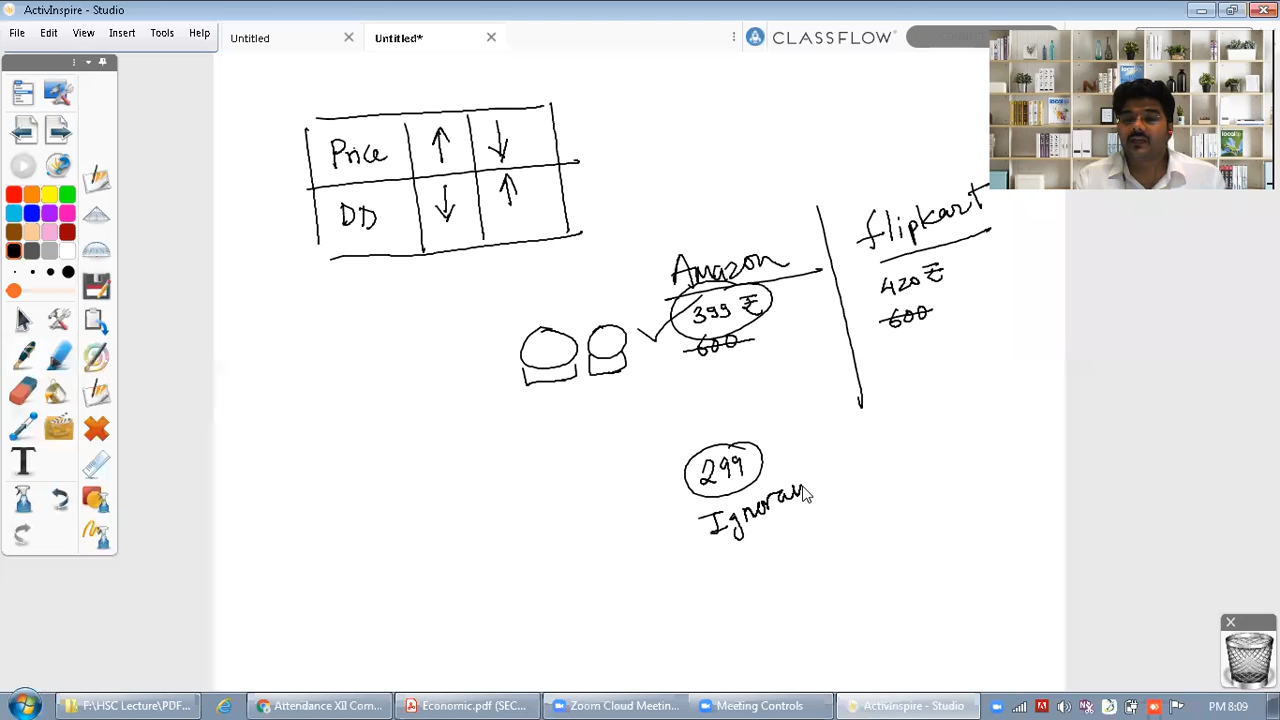 ActivInspire - Studio
File Edit View Insert Tools Help
Untitled
Untitled*
CLASSFLOW
Price ↑ ↓
DD ↓ ↑
Amazon
399 ₹
600
flipkart
420 ₹
600
299
Ignoran
T
F:\HSC Lecture\PDF...
Attendance XII Com...
Economic.pdf (SEC...
Zoom Cloud Meetin...
Meeting Controls
ActivInspire - Studio
PM 8:09